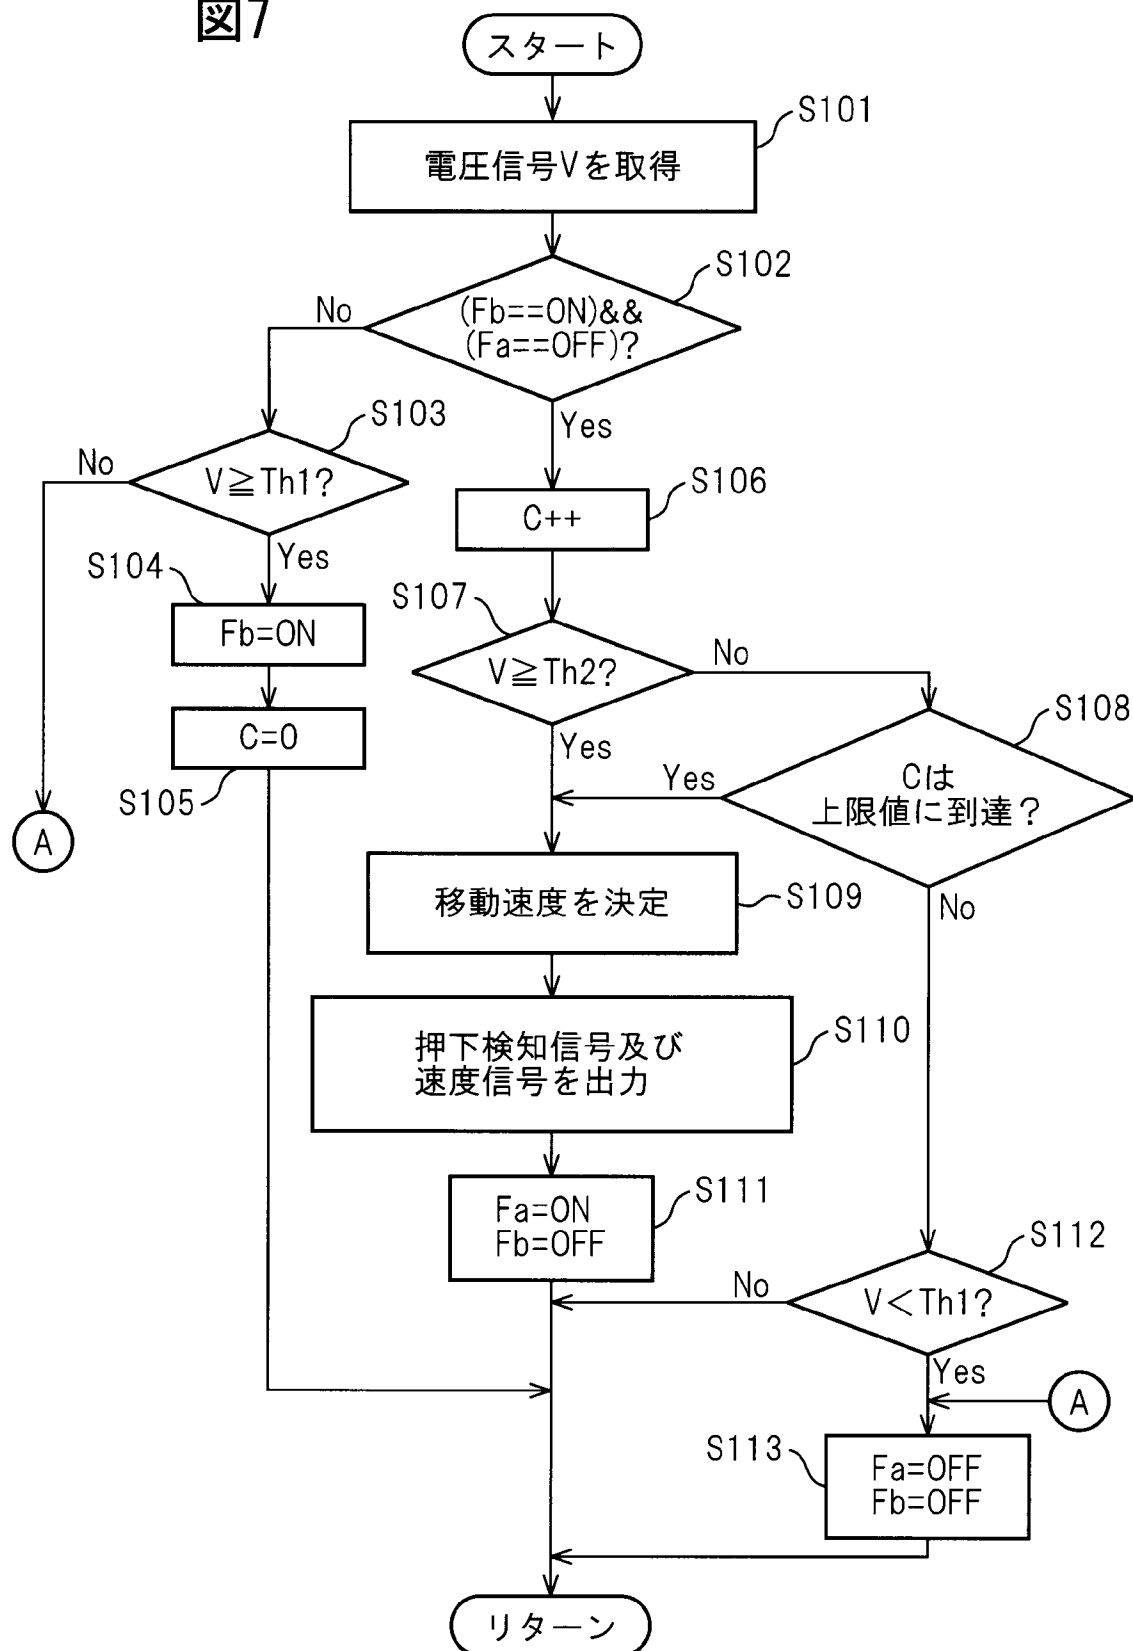 図7
スタート
S101
電圧信号Vを取得
S102
(Fb==ON)&&
(Fa==OFF)?
No
Yes
S103
V≧Th1?
No
Yes
S104
Fb=ON
C=0
S105
A
S106
C++
S107
V≧Th2?
No
Yes
S108
Cは
上限値に到達?
Yes
No
S109
移動速度を決定
S110
押下検知信号及び
速度信号を出力
S111
Fa=ON
Fb=OFF
S112
V<Th1?
No
Yes
A
S113
Fa=OFF
Fb=OFF
リターン